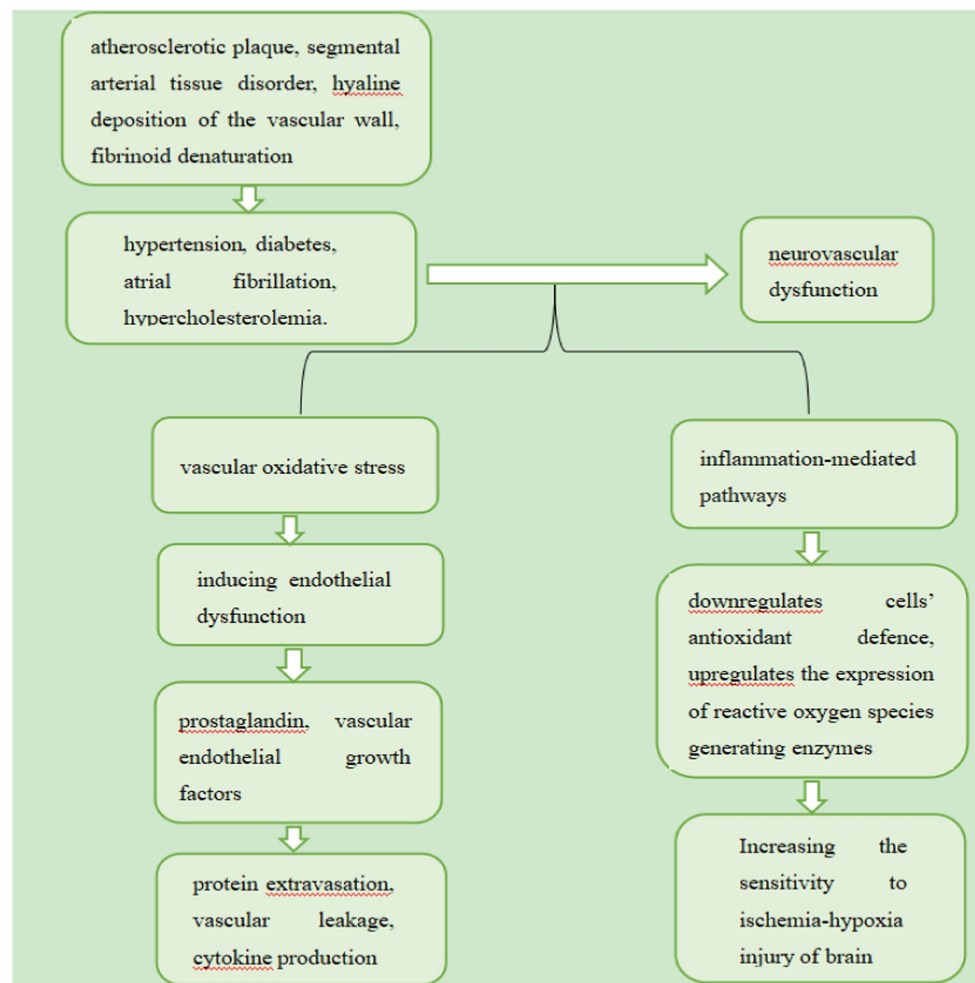 atherosclerotic plaque, segmental
arterial tissue disorder, hyaline
deposition of the vascular wall,
fibrinoid denaturation
hypertension, diabetes,
atrial fibrillation,
hypercholesterolemia.
neurovascular
dysfunction
vascular oxidative stress
inducing endothelial
dysfunction
prostaglandin, vascular
endothelial growth
factors
protein extravasation,
vascular leakage,
cytokine production
inflammation-mediated
pathways
downregulates cells’
antioxidant defence,
upregulates the expression
of reactive oxygen species
generating enzymes
Increasing the
sensitivity to
ischemia-hypoxia
injury of brain